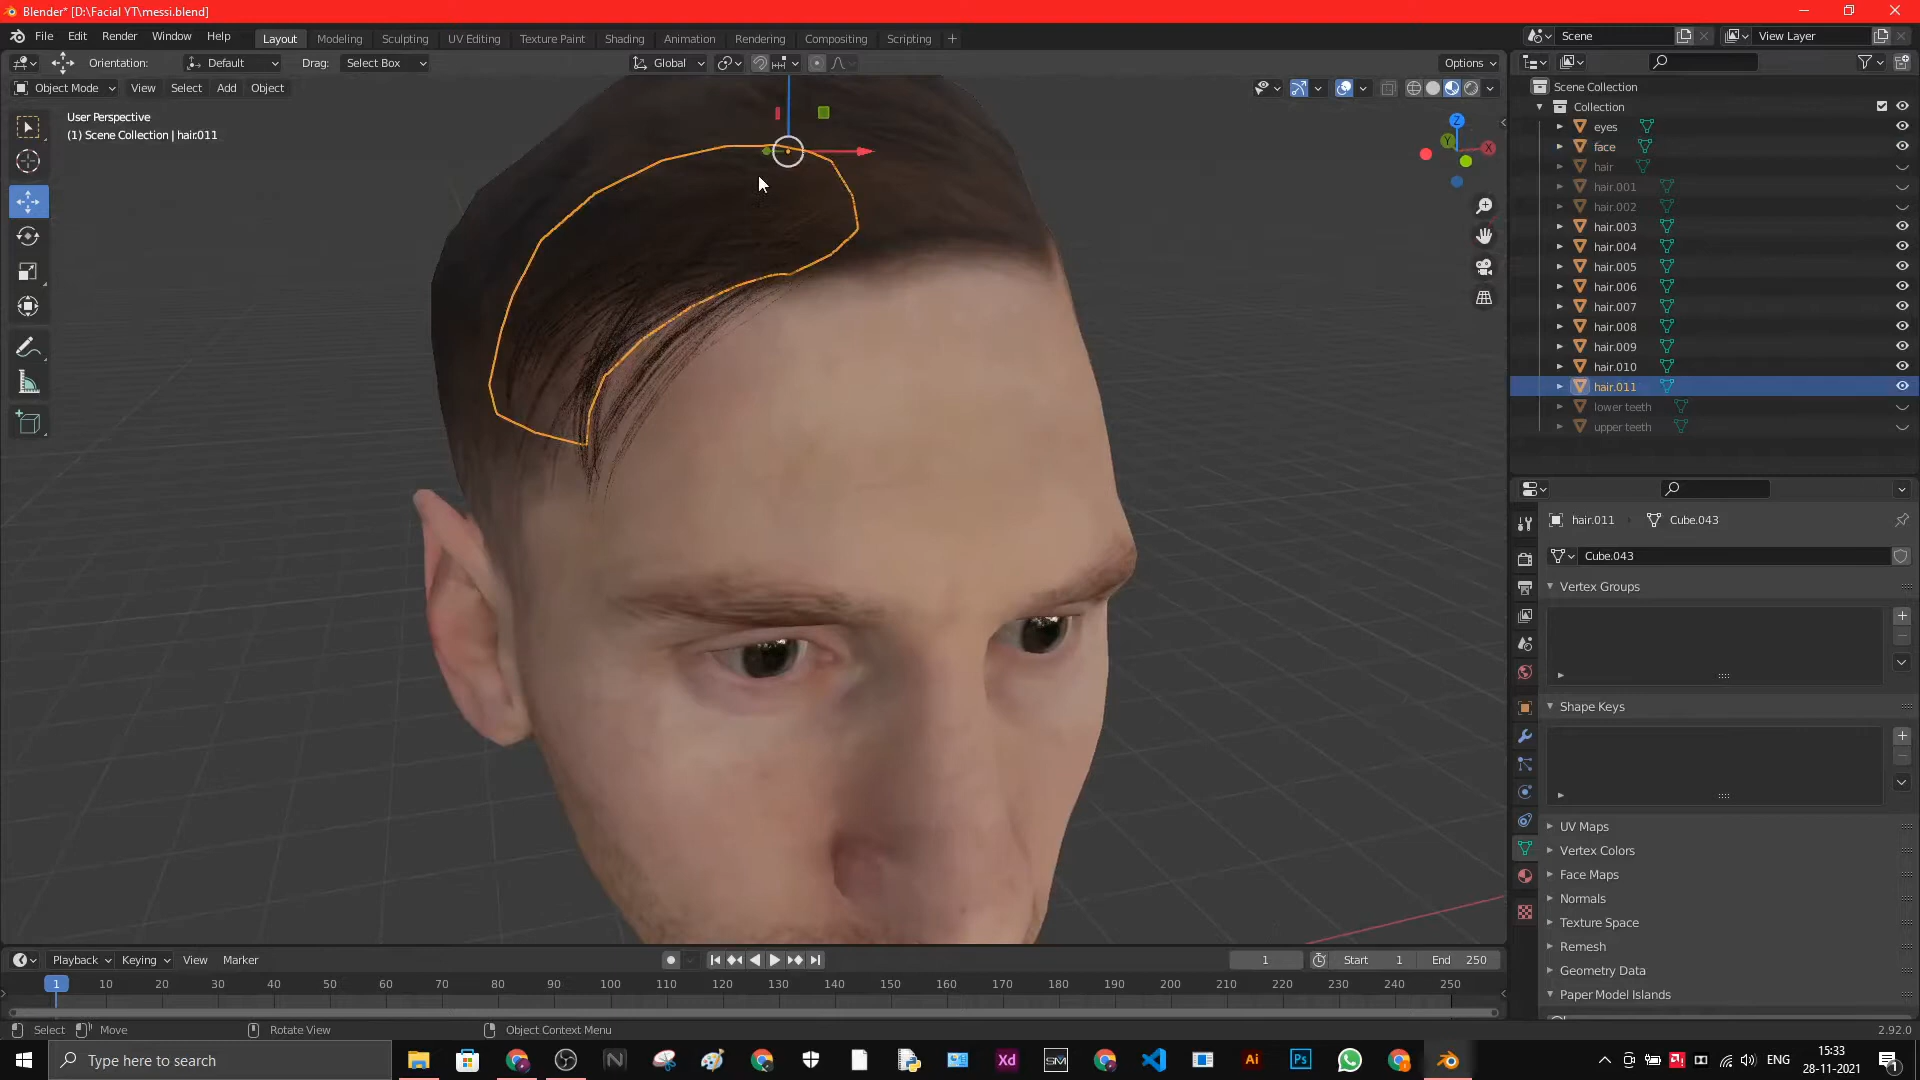 Blender* [D:\Facial YT\messi.blend]
File Edit Render Window Help Layout Modeling Sculpting UV Editing Texture Paint Shading Animation Rendering Compositing Scripting + Scene View Layer
Orientation: Default Drag: Select Box Global Options
Object Mode View Select Add Object
User Perspective
(1) Scene Collection | hair.011
Z
Y
X
Scene Collection
Collection
eyes
face
hair
hair.001
hair.002
hair.003
hair.004
hair.005
hair.006
hair.007
hair.008
hair.009
hair.010
hair.011
lower teeth
upper teeth
hair.011 Cube.043
Cube.043
Vertex Groups
Shape Keys
UV Maps
Vertex Colors
Face Maps
Normals
Texture Space
Remesh
Geometry Data
Paper Model Islands
Playback Keying View Marker 1 Start 1 End 250
1 10 20 30 40 50 60 70 80 90 100 110 120 130 140 150 160 170 180 190 200 210 220 230 240 250
Select Move Rotate View Object Context Menu 2.92.0
Type here to search N Xd SM Ai Ps ENG 15:33
28-11-2021 1